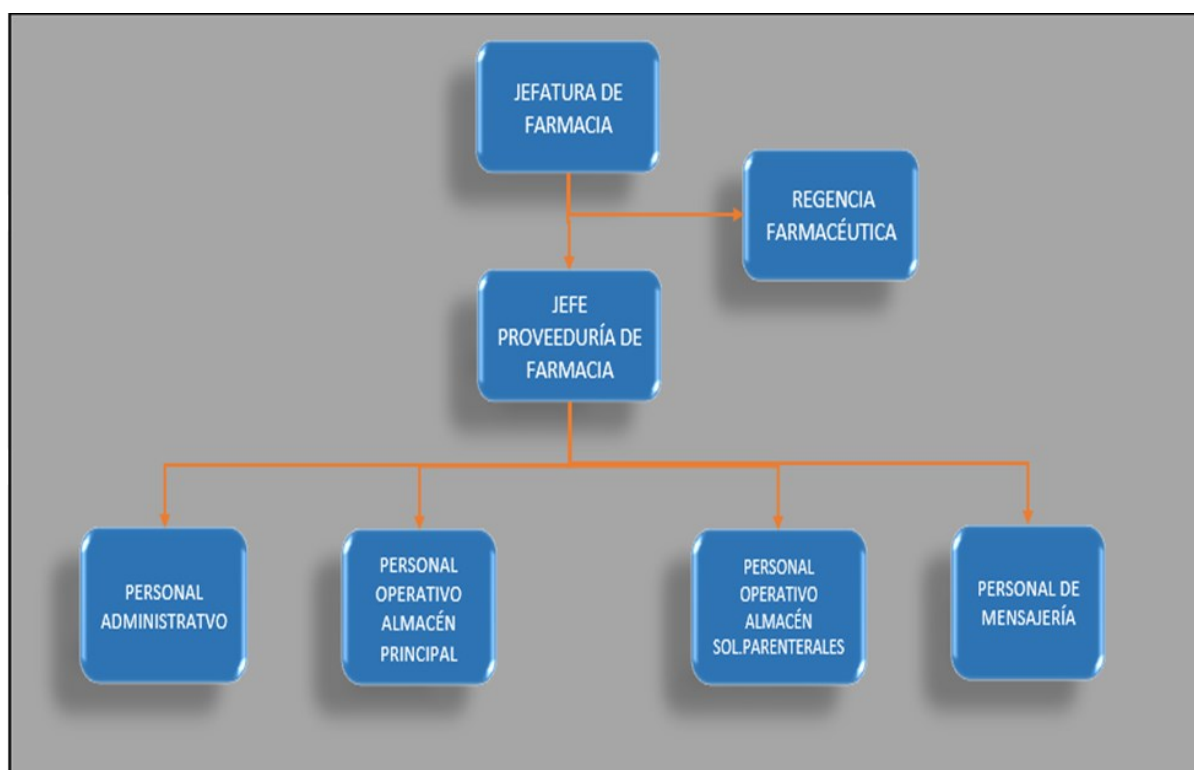 JEFATURA DE
FARMACIA
REGENCIA
FARMACÉUTICA
JEFE
PROVEEDURÍA DE
FARMACIA
PERSONAL
ADMINISTRATVO
PERSONAL
OPERATIVO
ALMACÉN
PRINCIPAL
PERSONAL
OPERATIVO
ALMACÉN
SOL.PARENTERALES
PERSONAL DE
MENSAJERÍA